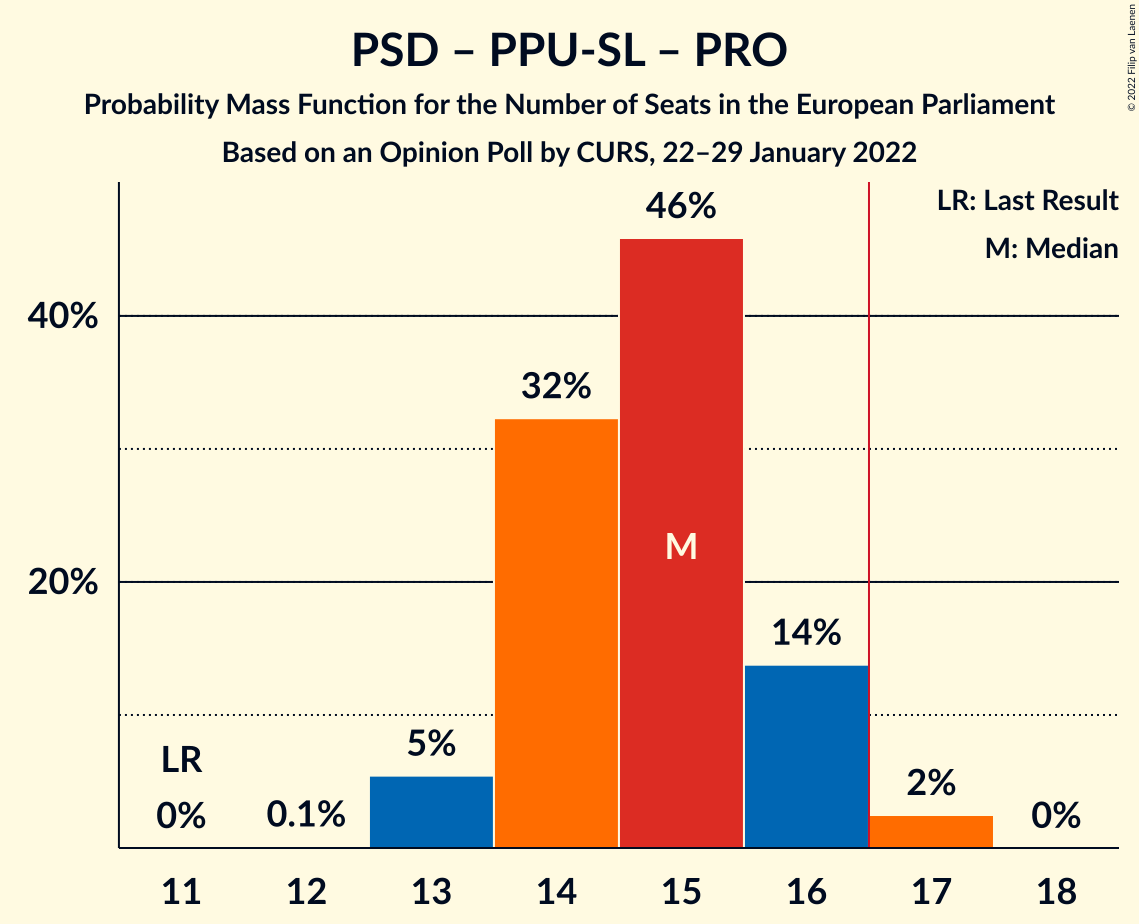 PSD – PPU-SL – PRO
Probability Mass Function for the Number of Seats in the European Parliament
Based on an Opinion Poll by CURS, 22–29 January 2022
© 2022 Filip van Laenen
LR: Last Result
M: Median
46%
40%
32%
M
20%
14%
5%
LR
2%
0%
0.1%
0%
11 12 13 14 15 16 17 18